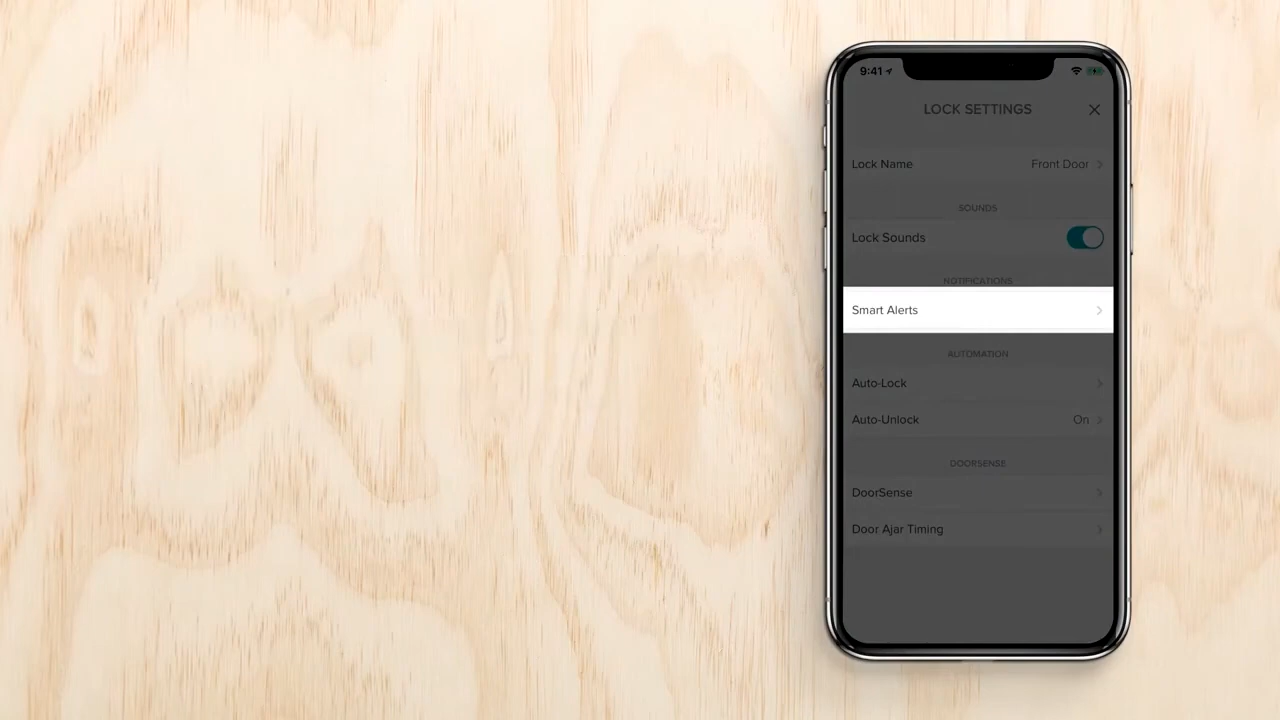 9:41
LOCK SETTINGS
Lock Name Front Door
SOUNDS
Lock Sounds
NOTIFICATIONS
Smart Alerts
AUTOMATION
Auto-Lock
Auto-Unlock On
DOORSENSE
DoorSense
Door Ajar Timing